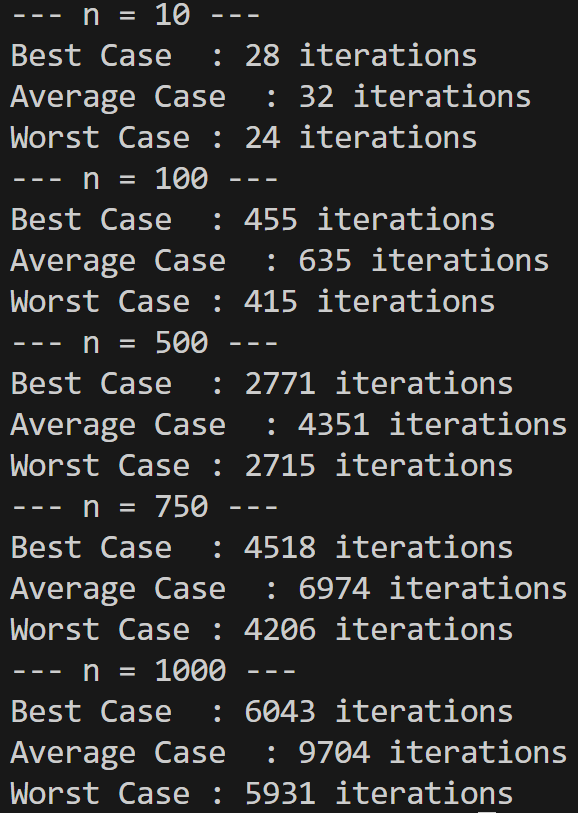 --- n = 10 ---
Best Case  : 28 iterations
Average Case  : 32 iterations
Worst Case : 24 iterations
--- n = 100 ---
Best Case  : 455 iterations
Average Case  : 635 iterations
Worst Case : 415 iterations
--- n = 500 ---
Best Case  : 2771 iterations
Average Case  : 4351 iterations
Worst Case : 2715 iterations
--- n = 750 ---
Best Case  : 4518 iterations
Average Case  : 6974 iterations
Worst Case : 4206 iterations
--- n = 1000 ---
Best Case  : 6043 iterations
Average Case  : 9704 iterations
Worst Case : 5931 iterations